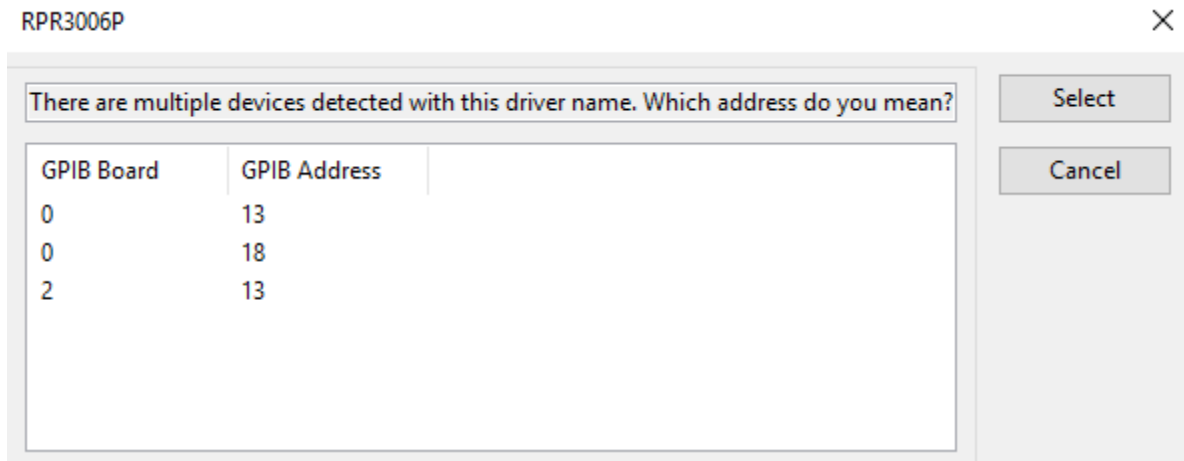 RPR3006P
There are multiple devices detected with this driver name. Which address do you mean?
Select
Cancel
GPIB Board GPIB Address
0 13
0 18
2 13